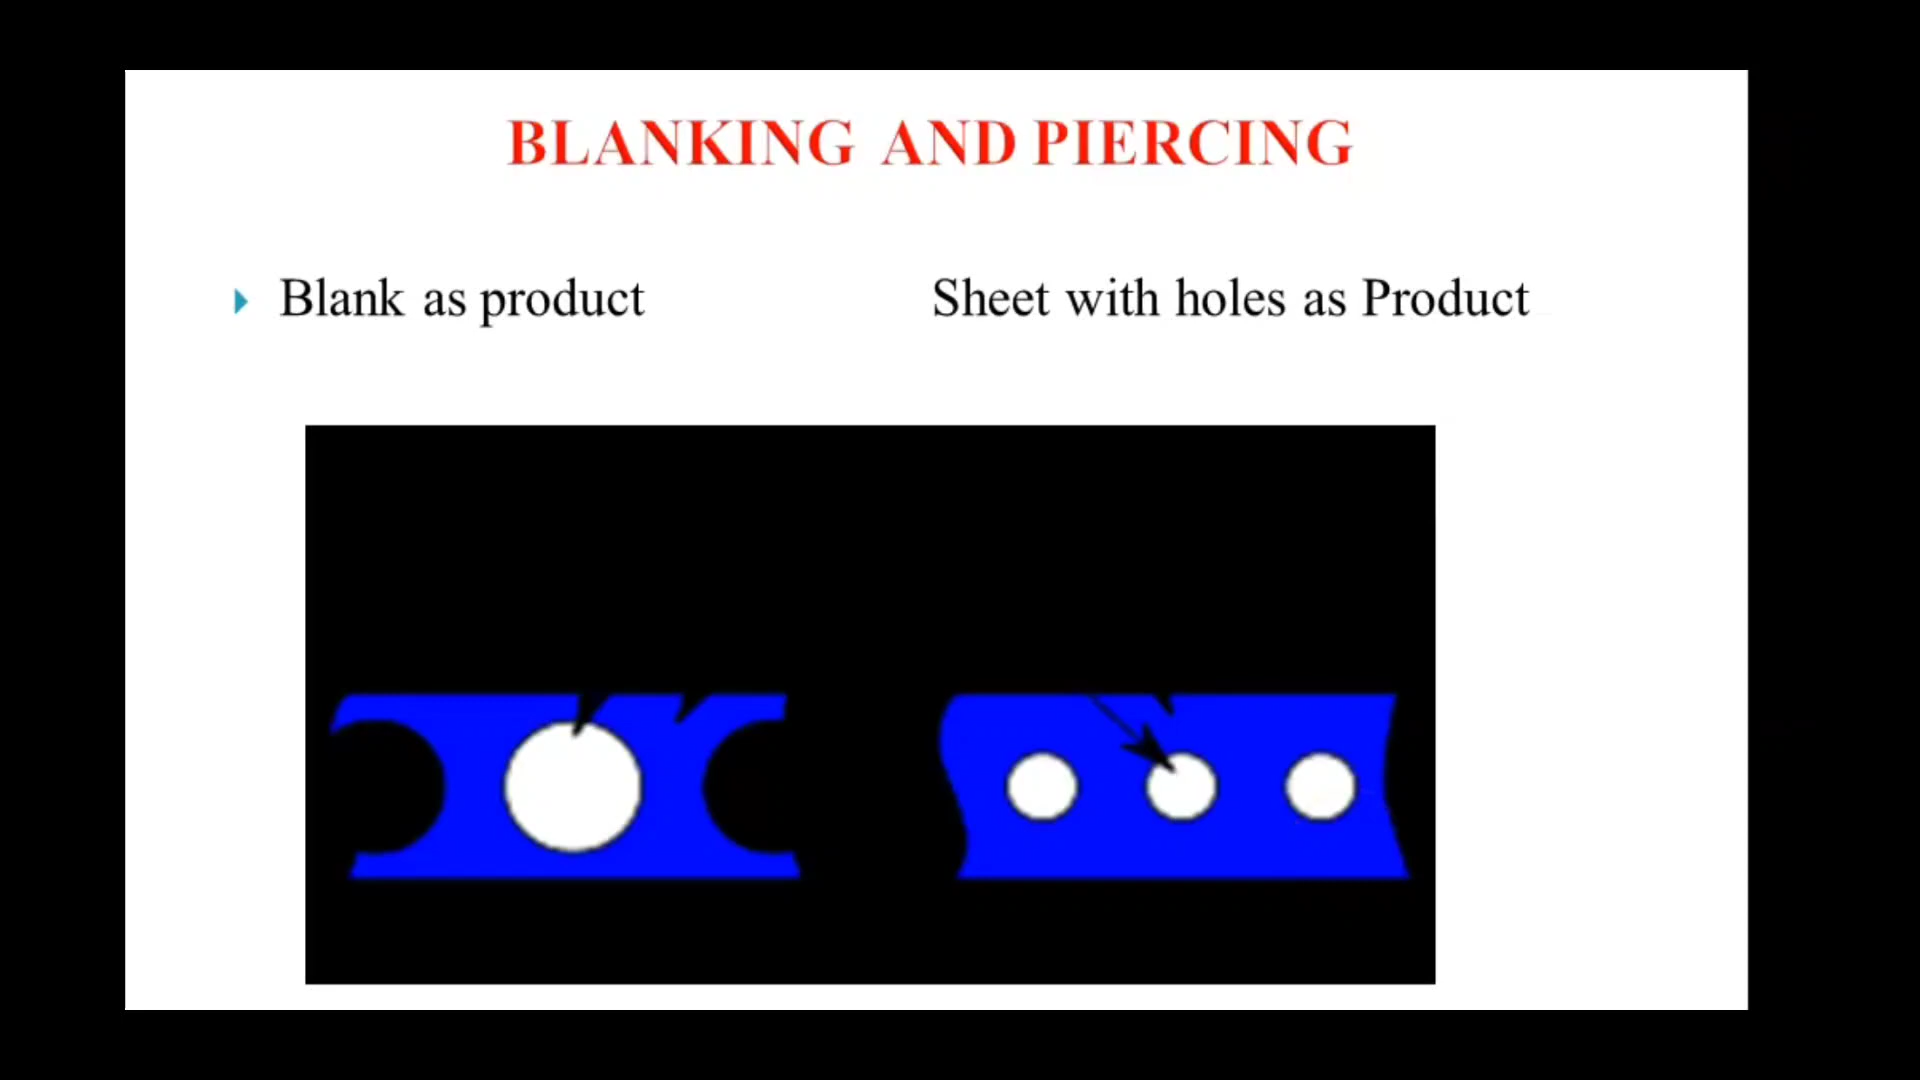 BLANKING AND PIERCING
Blank as product
Sheet with holes as Product